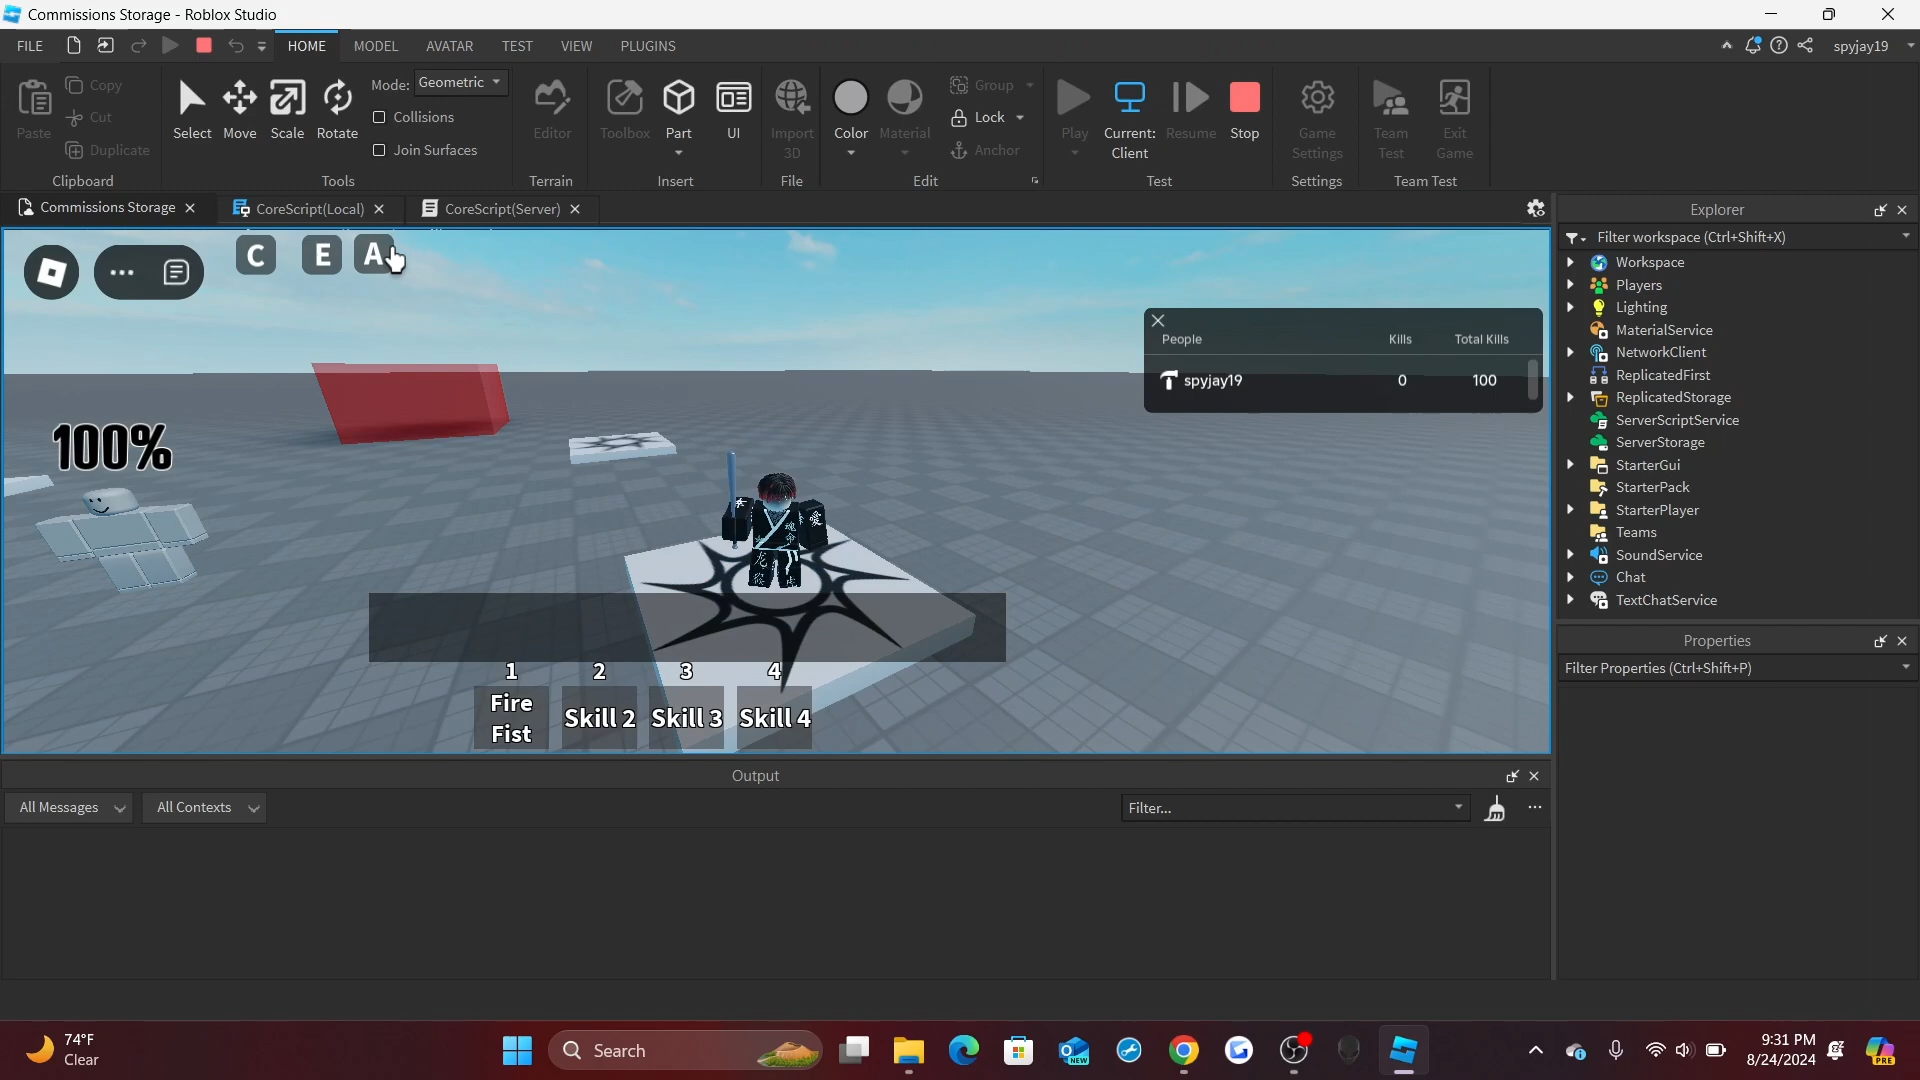 Commissions Storage - Roblox Studio
FILE
HOME
MODEL
AVATAR
TEST
VIEW
PLUGINS
spyjay19
Paste
Copy
Cut
Duplicate
Clipboard
Select
Move
Scale
Rotate
Mode: Geometric
Collisions
Join Surfaces
Tools
Editor
Terrain
Toolbox
Part
UI
Insert
Import
3D
File
Color
Material
Group
Lock
Anchor
Edit
Play
Current:
Client
Resume
Stop
Test
Game
Settings
Settings
Team
Test
Exit
Game
Team Test
Commissions Storage
CoreScript(Local)
CoreScript(Server)
C
E
A
People
Kills
Total Kills
spyjay19
0
100
100%
1
2
3
4
Fire
Fist
Skill 2
Skill 3
Skill 4
Explorer
Filter workspace (Ctrl+Shift+X)
Workspace
Players
Lighting
MaterialService
NetworkClient
ReplicatedFirst
ReplicatedStorage
ServerScriptService
ServerStorage
StarterGui
StarterPack
StarterPlayer
Teams
SoundService
Chat
TextChatService
Properties
Filter Properties (Ctrl+Shift+P)
Output
All Messages
All Contexts
Filter...
74°F
Clear
Search
9:31 PM
8/24/2024